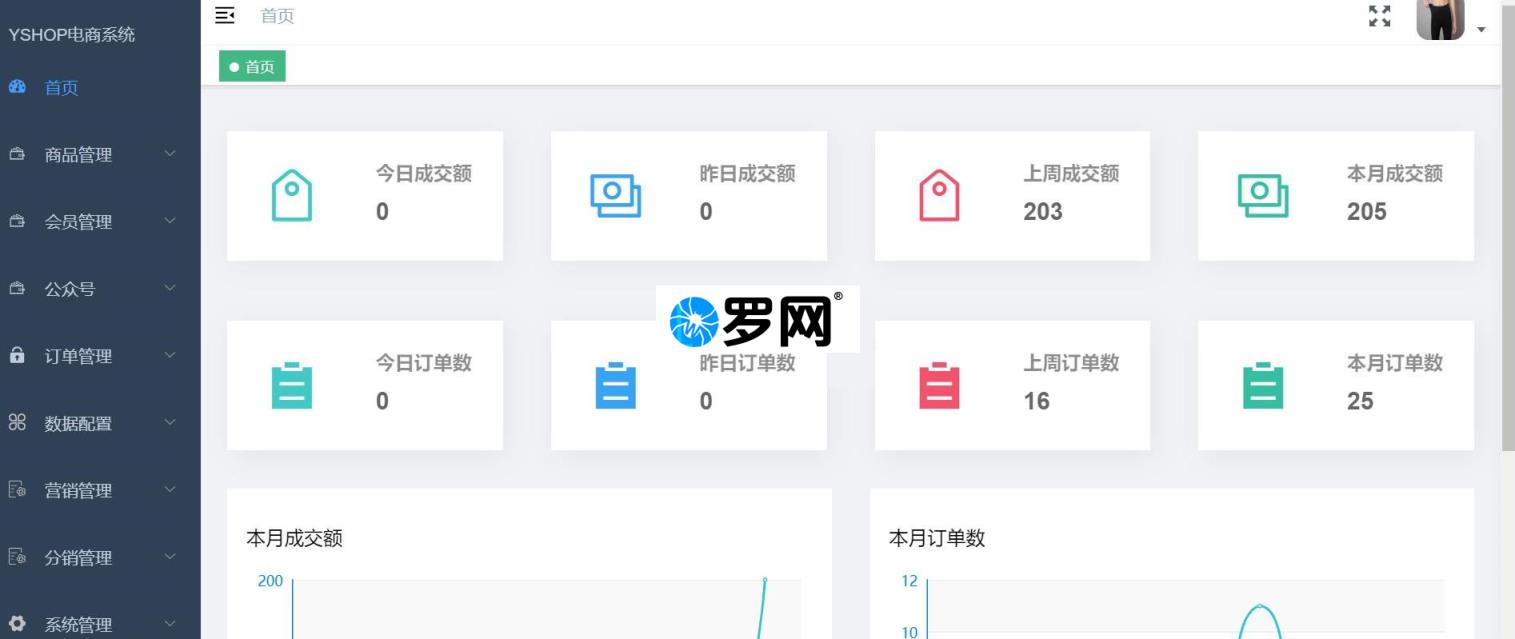 YSHOP电商系统
首页
商品管理
会员管理
公众号
订单管理
数据配置
营销管理
分销管理
系统管理
首页
首页
今日成交额
0
昨日成交额
0
上周成交额
203
本月成交额
205
罗网®
今日订单数
0
昨日订单数
0
上周订单数
16
本月订单数
25
本月成交额
200
本月订单数
12
10